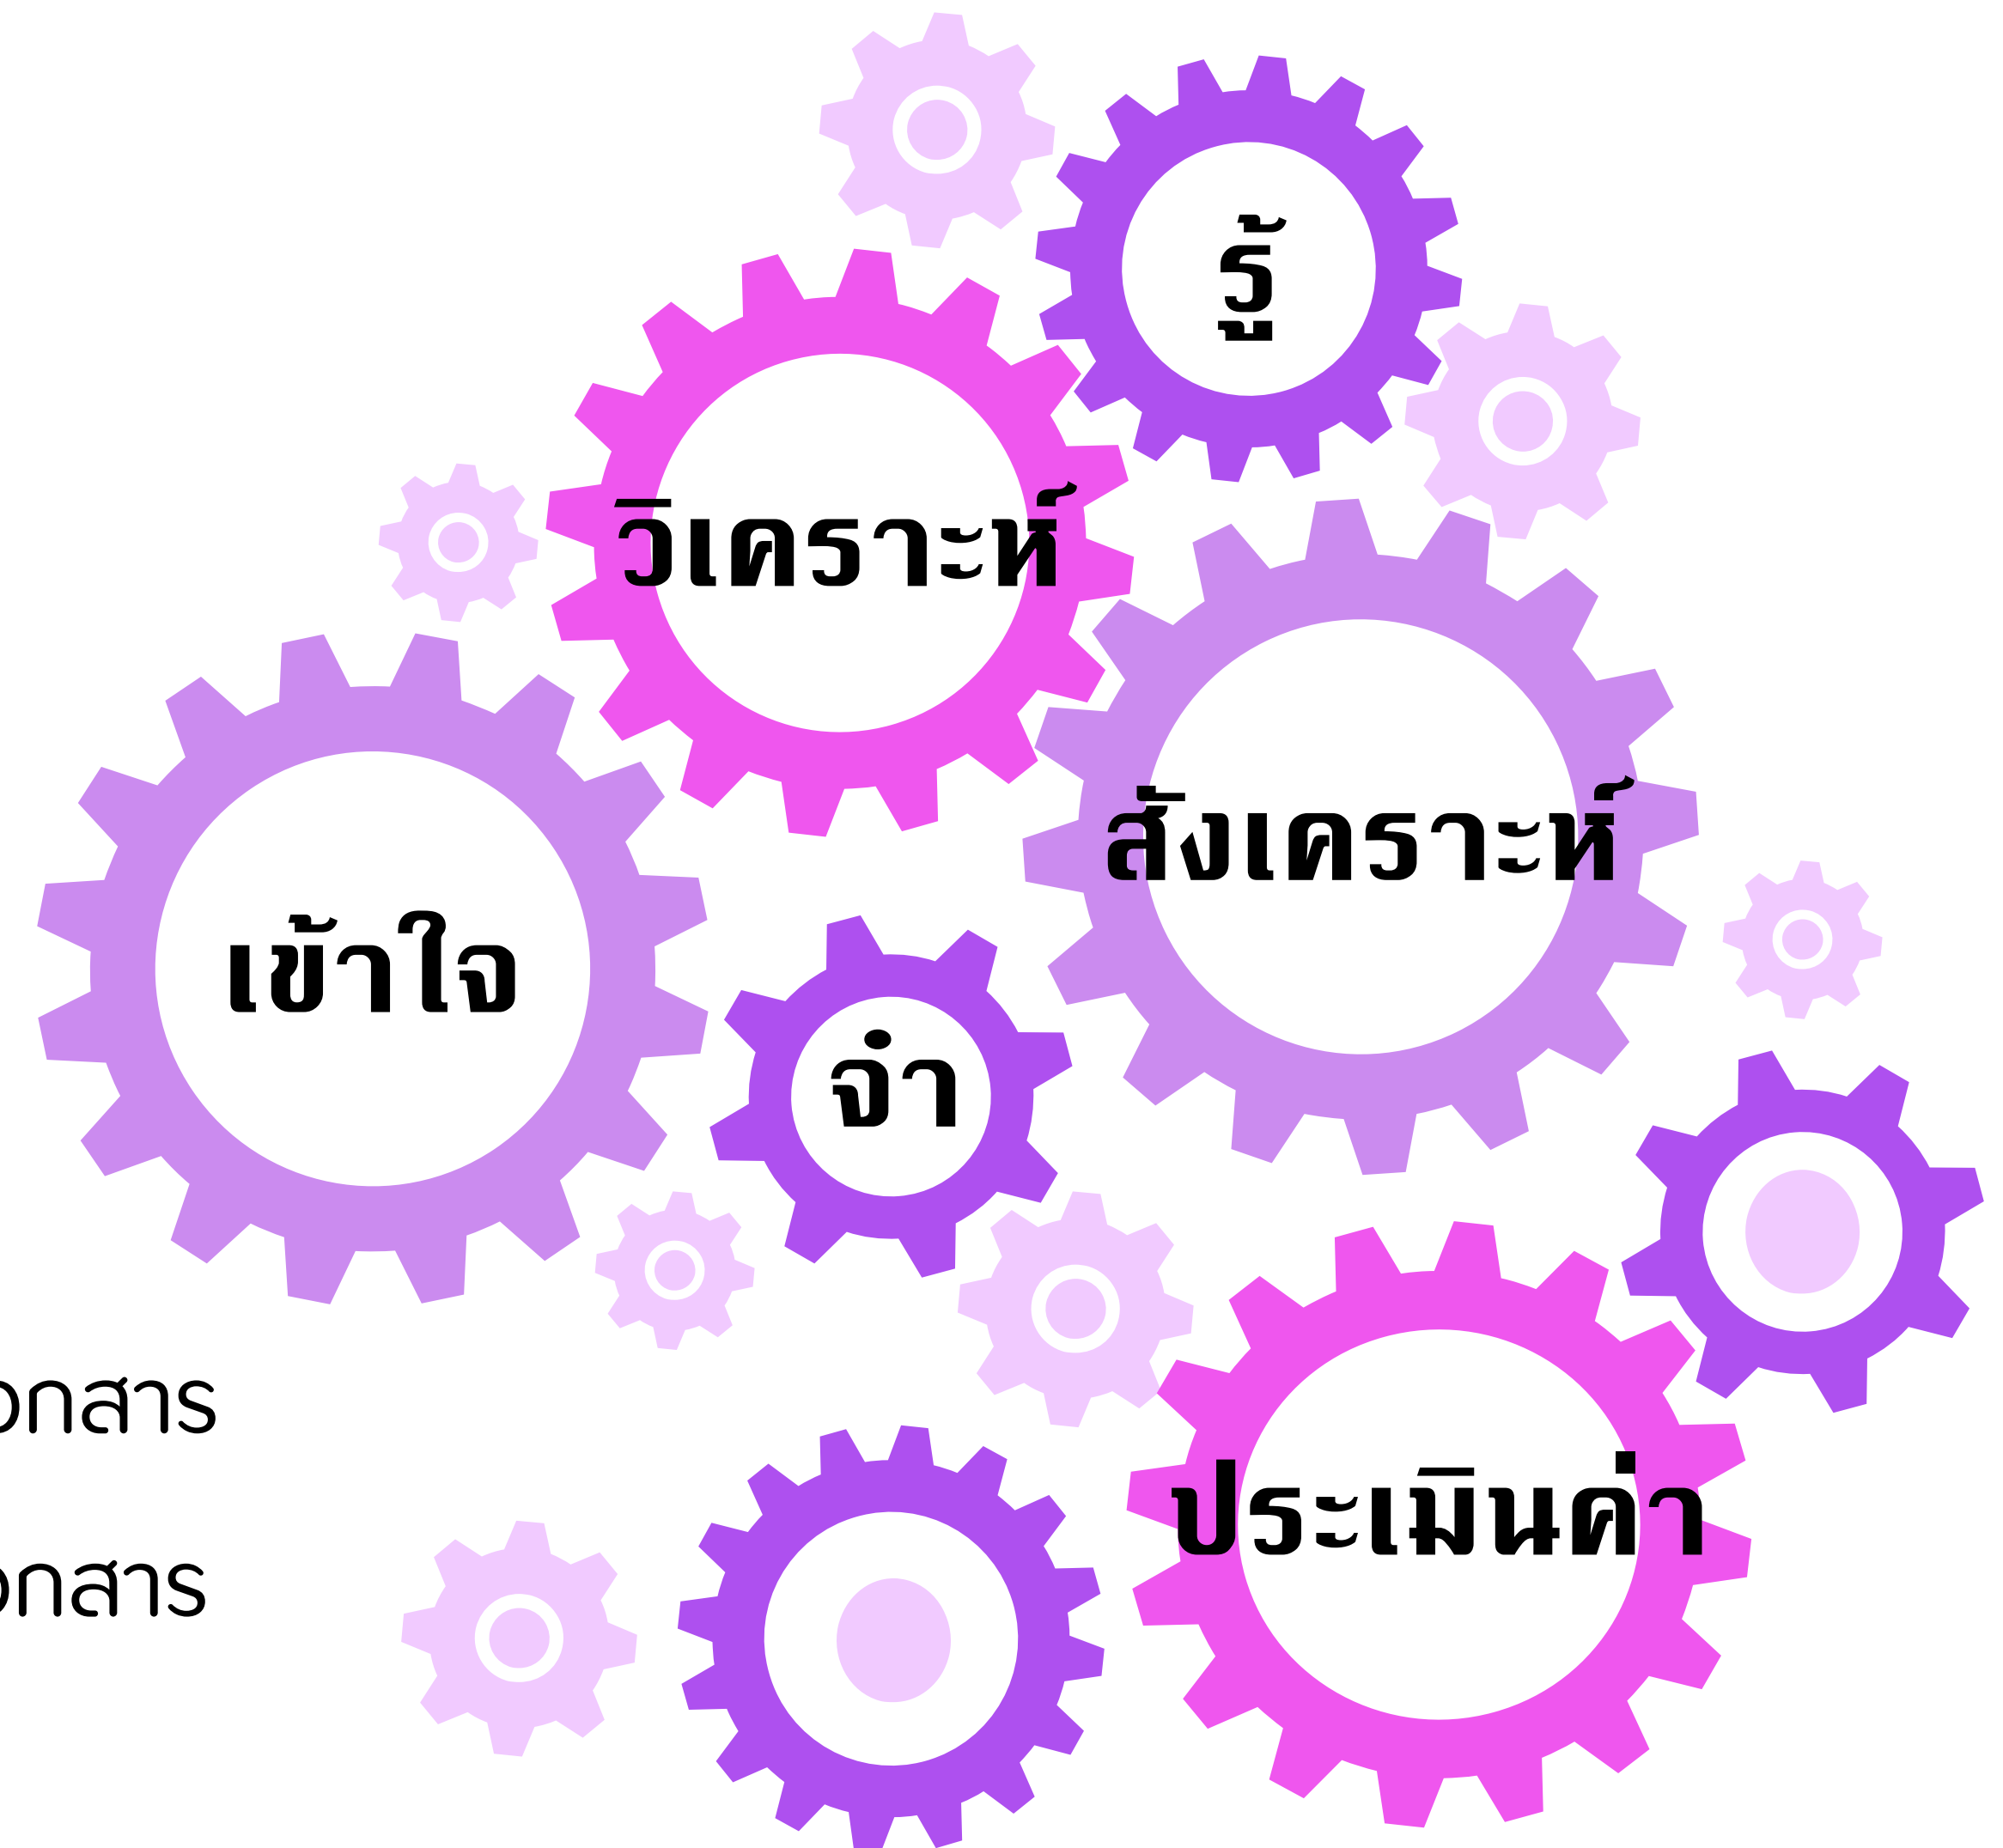 รู้
วิเคราะห์
สังเคราะห์
เข้าใจ
จำ
ประเมินค่า